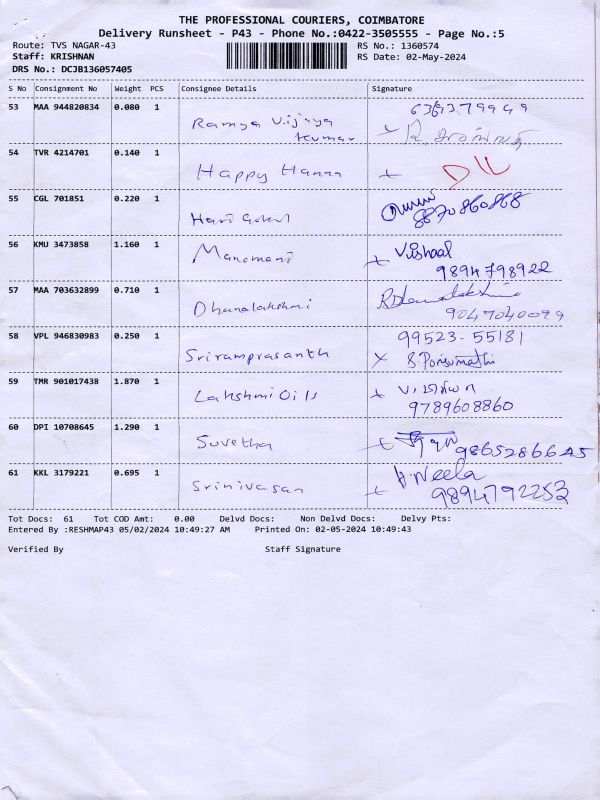 THE PROFESSIONAL COURIERS, COIMBATORE
Delivery Runsheet - P43 - Phone No.:0422-3505555 - Page No.:5
Route: TVS NAGAR-43 RS No.: 1360574
Staff: KRISHNAN RS Date: 02-May-2024
DRS No.: DCJB136057405
S No Consignment No Weight PCS Consignee Details Signature
53 MAA 944820834 0.080 1 Ramya Vijaya
Kumar
54 TVR 4214701 0.140 1 Happy x
55 CGL 701851 0.220 1 Hari Gokul 8870860868
56 KMU 3473858 1.160 1 Manomani x Vishaal
9894798922
57 MAA 703632899 0.710 1 Dhanalakshmi
9047040099
58 VPL 946830983 0.250 1 Sriramprasanth 99523-55181
x
59 TMR 901017438 1.870 1 Lakshmi Oils x
9789608860
60 DPI 10708645 1.290 1 Suvetha x 9865286645
61 KKL 3179221 0.695 1 Srinivasan x Neela
9894792252
Tot Docs: 61 Tot COD Amt: 0.00 Delvd Docs: Non Delvd Docs: Delvy Pts:
Entered By :RESHMAP43 05/02/2024 10:49:27 AM Printed On: 02-05-2024 10:49:43
Verified By Staff Signature